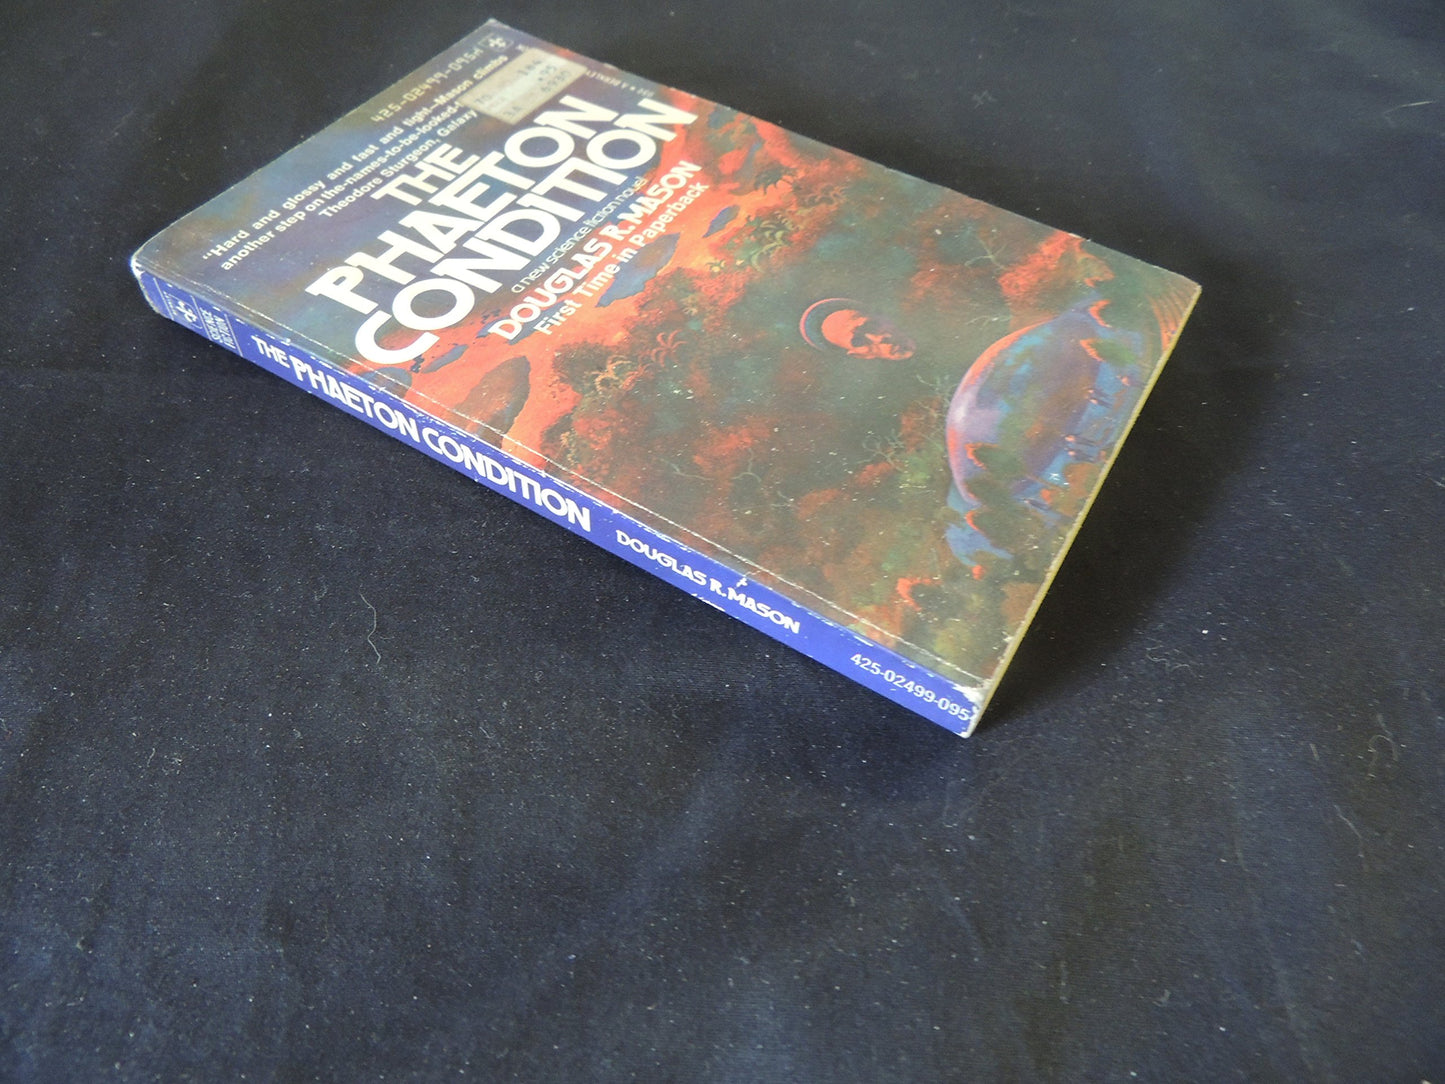 425-02499-095
"Hard and glossy and fast and tight—Mason climbs
another step on the-names-to-be-looked-
Theodore Sturgeon, Galaxy
THE
PHAETON
CONDITION
a new science fiction novel
DOUGLAS R. MASON
First Time in Paperback
SCIENCE
FICTION
THE PHAETON CONDITION DOUGLAS R. MASON 425-02499-095